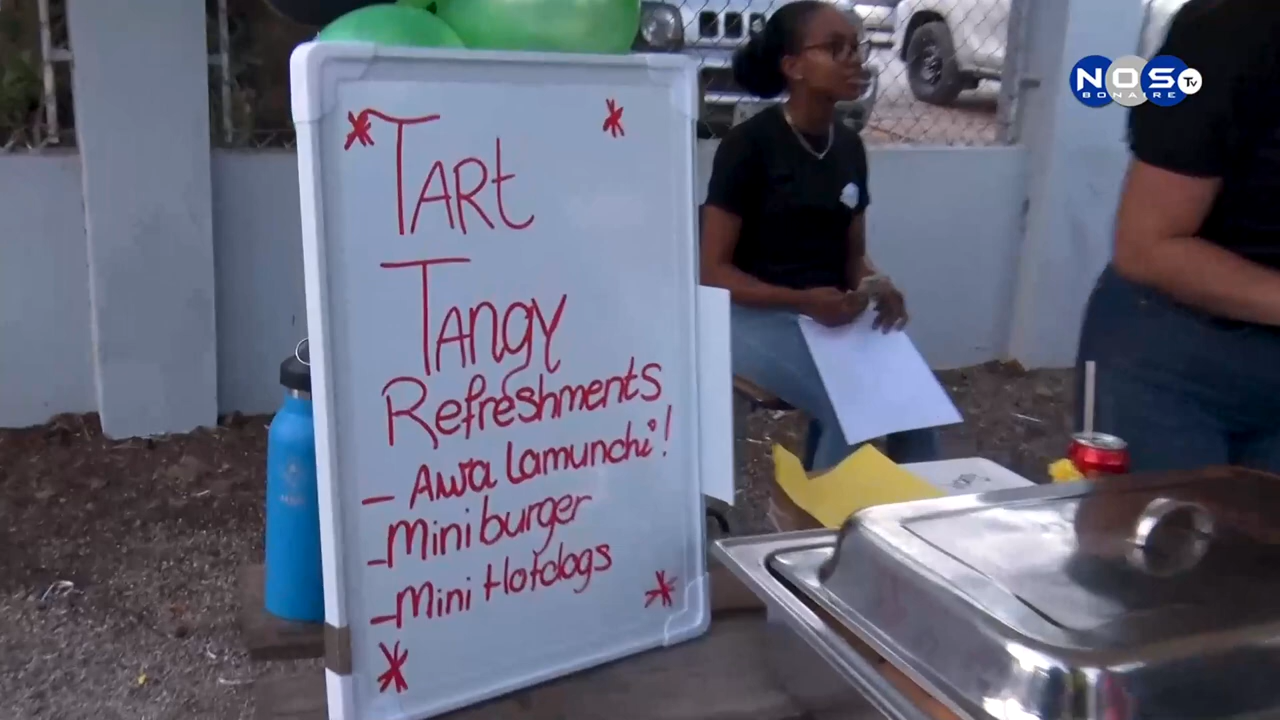 Tart
Tangy
Refreshments
- Awa Lamunchi!
- Mini burger
- Mini Hotdogs
NOS TV
BONAIRE